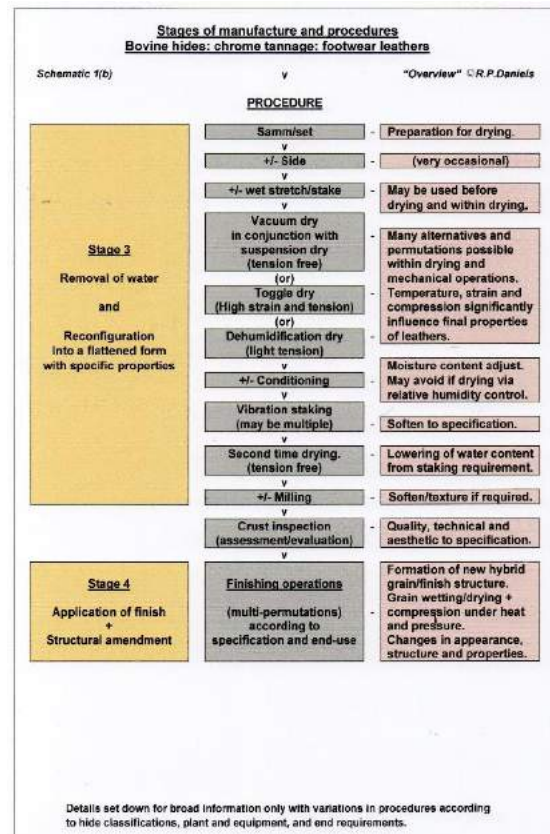 Stages of manufacture and procedures
Bovine hides: chrome tannage: footwear leathers
Schematic 1(b)
v
"Overview" ©R.P.Daniels
PROCEDURE
Stage 3
Removal of water
and
Reconfiguration
Into a flattened form
with specific properties
Samm/set
-
Preparation for drying.
v
+/- Side
-
(very occasional)
v
+/- wet stretch/stake
-
May be used before
drying and within drying.
v
Vacuum dry
in conjunction with
suspension dry
(tension free)
(or)
Toggle dry
(High strain and tension)
(or)
Dehumidification dry
(light tension)
-
Many alternatives and
permutations possible
within drying and
mechanical operations.
Temperature, strain and
compression significantly
influence final properties
of leathers.
v
+/- Conditioning
-
Moisture content adjust.
May avoid if drying via
relative humidity control.
v
Vibration staking
(may be multiple)
-
Soften to specification.
v
Second time drying.
(tension free)
-
Lowering of water content
from staking requirement.
v
+/- Milling
-
Soften/texture if required.
v
Crust inspection
(assessment/evaluation)
-
Quality, technical and
aesthetic to specification.
v
Stage 4
Application of finish
+
Structural amendment
Finishing operations
(multi-permutations)
according to
specification and end-use
-
Formation of new hybrid
grain/finish structure.
Grain wetting/drying +
compression under heat
and pressure.
Changes in appearance,
structure and properties.
Details set down for broad information only with variations in procedures according
to hide classifications, plant and equipment, and end requirements.